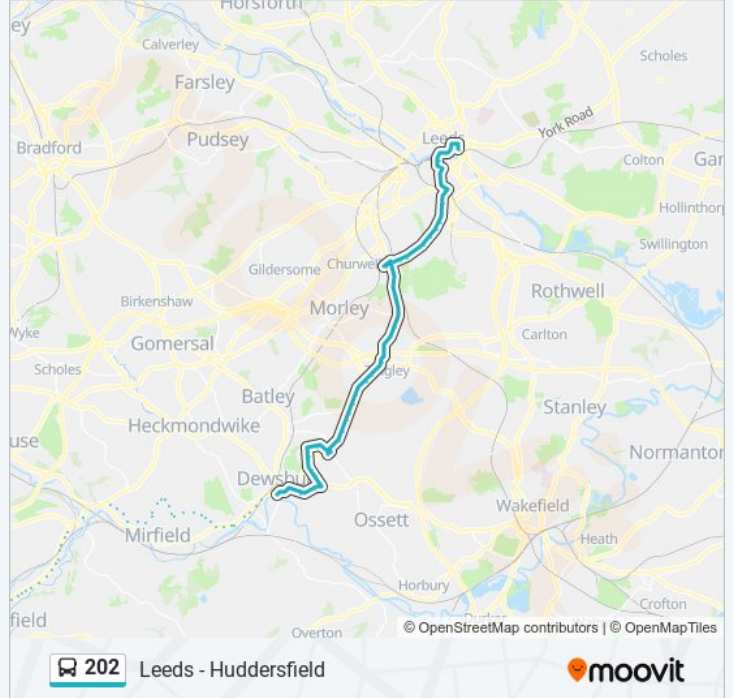 Horsforth
ey
Calverley
Scholes
Farsley
York Road
Leeds
Pudsey
Bradford
Colton
Gar
Hollinthorp
Swillington
Churwell
Gildersome
Rothwell
Birkenshaw
Morley
Wyke
Carlton
Gomersal
Scholes
Batley
Stanley
Heckmondwike
use
Normanton
Dewsbu
Wakefield
Ossett
Mirfield
Heath
Horbury
Crofton
field
Overton
© OpenStreetMap contributors | © OpenMapTiles
202 Leeds - Huddersfield
moovit